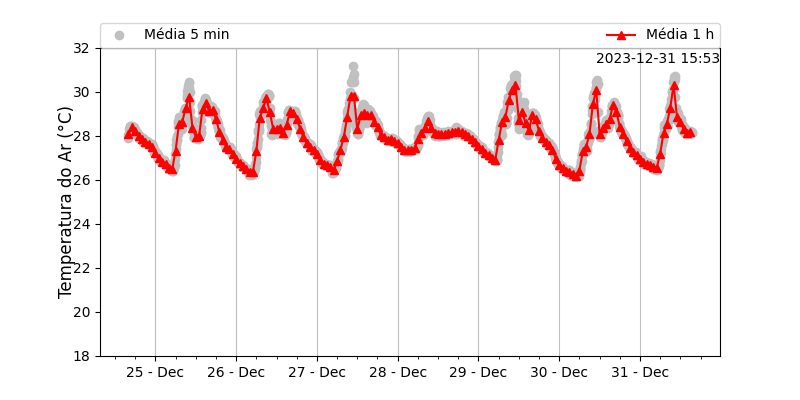 Média 5 min
Média 1 h
2023-12-31 15:53
Temperatura do Ar (°C)
32
30
28
26
24
22
20
18
25 - Dec
26 - Dec
27 - Dec
28 - Dec
29 - Dec
30 - Dec
31 - Dec